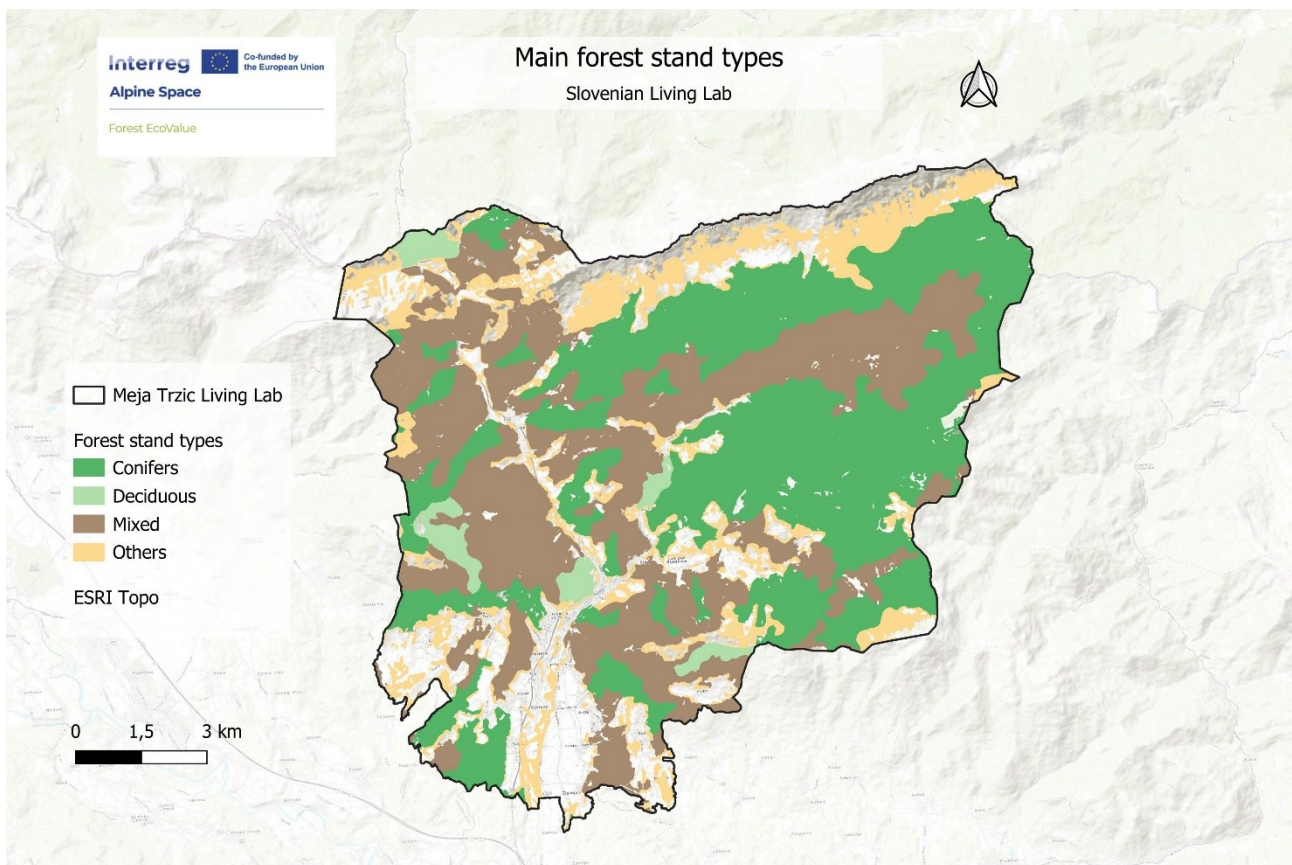 Interreg
Co-funded by
the European Union
Alpine Space
Forest EcoValue
Main forest stand types
Slovenian Living Lab
Meja Trzic Living Lab
Forest stand types
Conifers
Deciduous
Mixed
Others
ESRI Topo
0 1,5 3 km